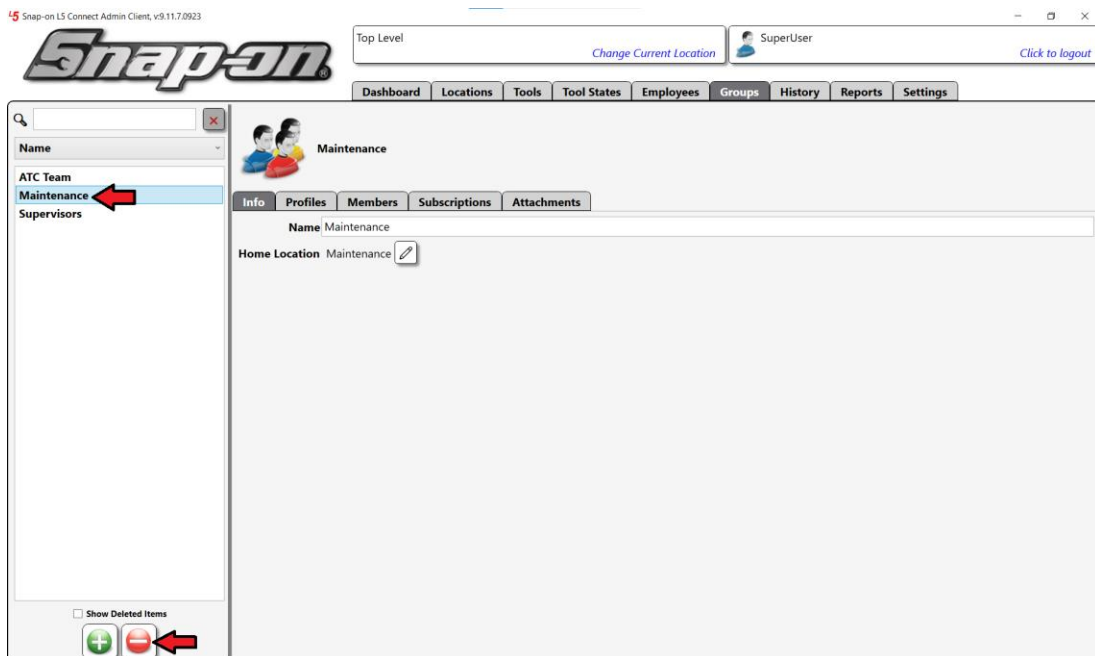 L5 Snap-on L5 Connect Admin Client, v:9.11.7.0923
Snap-on®
Top Level
Change Current Location
SuperUser
Click to logout
Dashboard Locations Tools Tool States Employees Groups History Reports Settings
Name
ATC Team
Maintenance
Supervisors
Maintenance
Info Profiles Members Subscriptions Attachments
Name Maintenance
Home Location Maintenance
Show Deleted Items